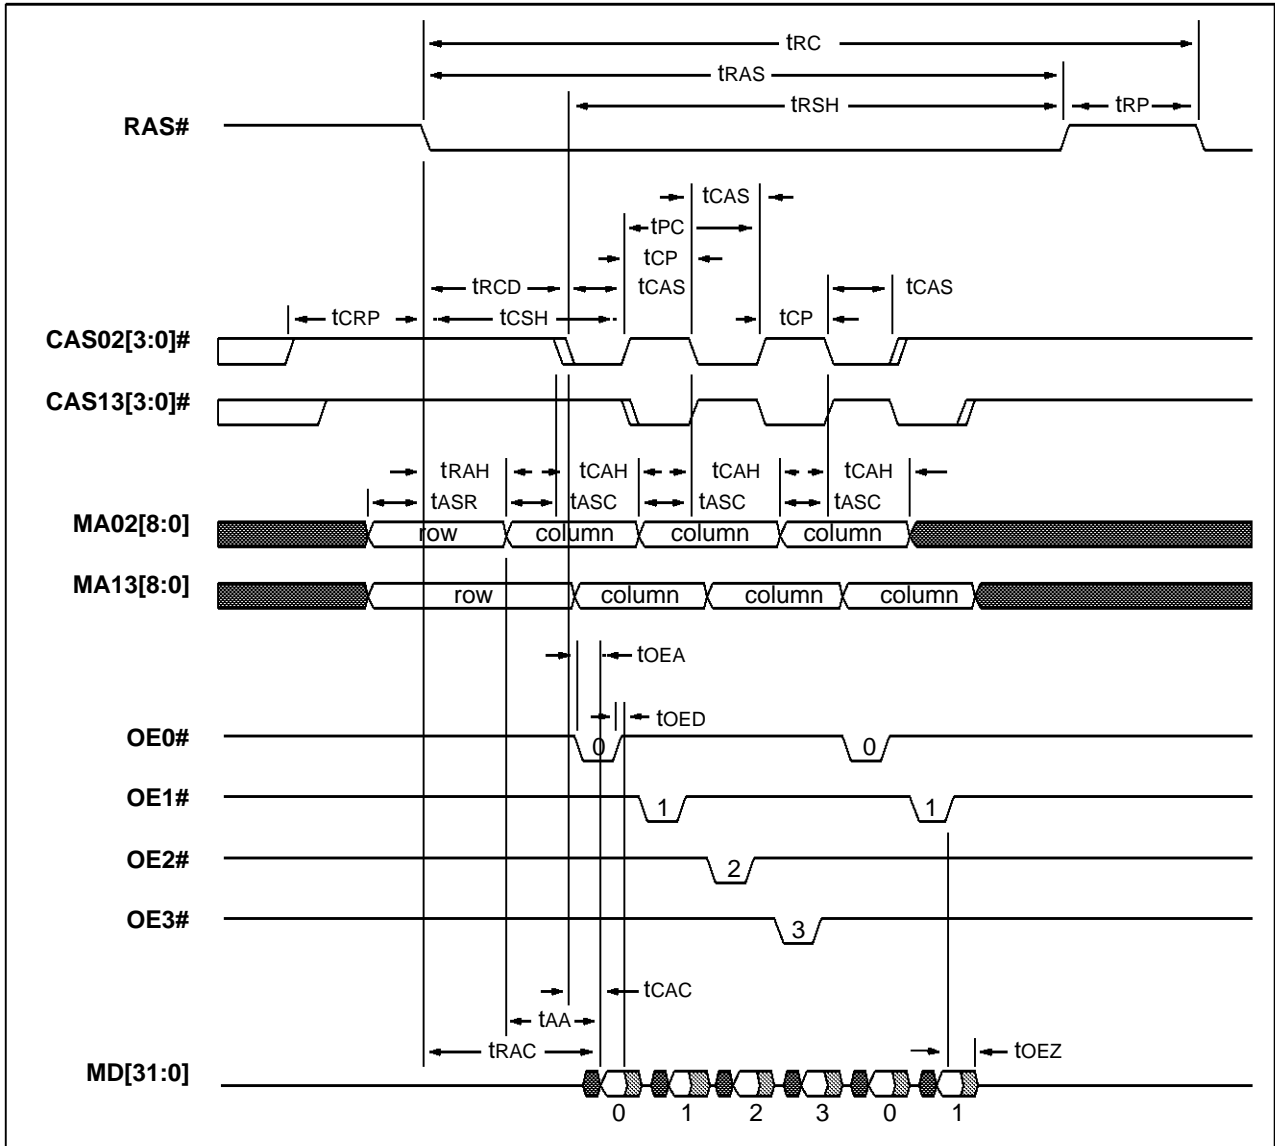 tRC
tRAS
tRSH tRP
RAS#
tCAS
tPC
tCP
tRCD tCAS tCAS
tCRP tCSH tCP
CAS02[3:0]#
CAS13[3:0]#
tRAH tCAH tCAH tCAH
tASR tASC tASC tASC
MA02[8:0] row column column column
MA13[8:0] row column column column
tOEA
tOED
OE0# 0 0
OE1# 1 1
OE2# 2
OE3# 3
tCAC
tAA
tRAC tOEZ
MD[31:0]
0 1 2 3 0 1